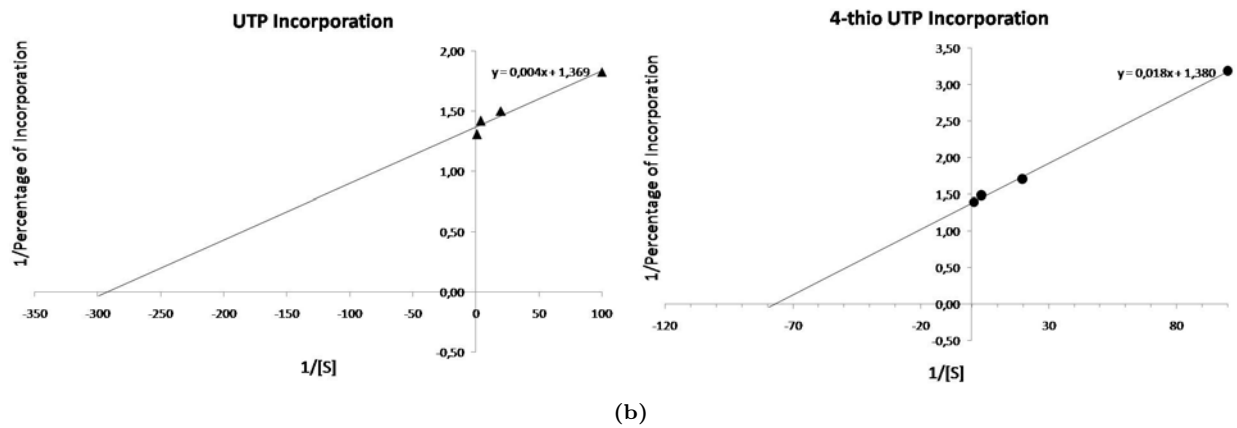 UTP Incorporation
1/Percentage of Incorporation
2,00
1,50
1,00
0,50
0,00
-0,50
y = 0,004x + 1,369
-350 -300 -250 -200 -150 -100 -50 0 50 100
1/[S]
4-thio UTP Incorporation
1/Percentage of Incorporation
3,50
3,00
2,50
2,00
1,50
1,00
0,50
0,00
-0,50
y = 0,018x + 1,380
-120 -70 -20 30 80
1/[S]
(b)